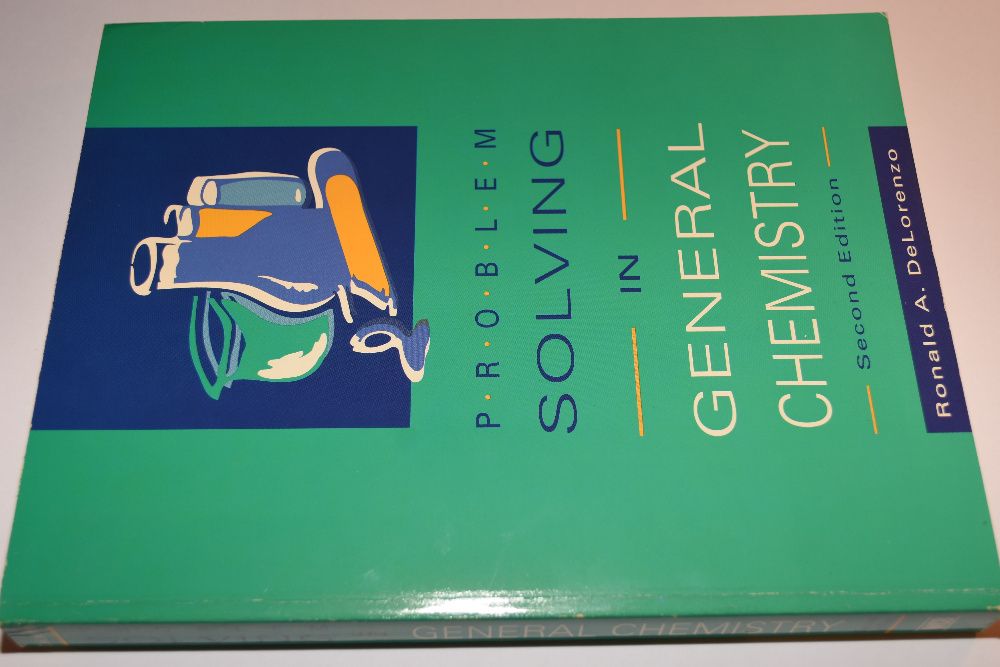 P·R·O·B·L·E·M
SOLVING
IN
GENERAL
CHEMISTRY
Second Edition
Ronald A. DeLorenzo
GENERAL CHEMISTRY